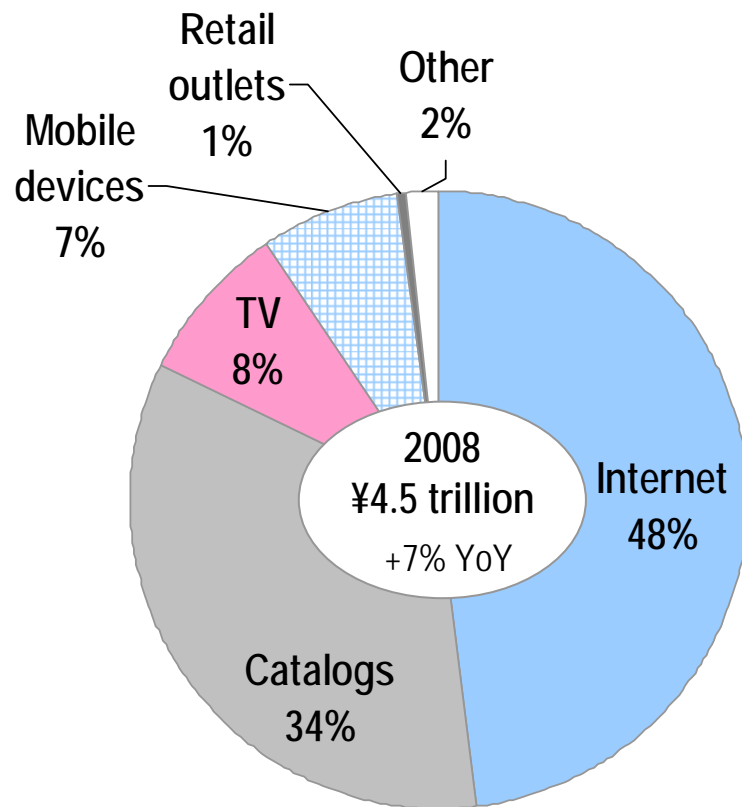 Retail
outlets
1%
Other
2%
Mobile
devices
7%
TV
8%
2008
¥4.5 trillion
+7% YoY
Internet
48%
Catalogs
34%